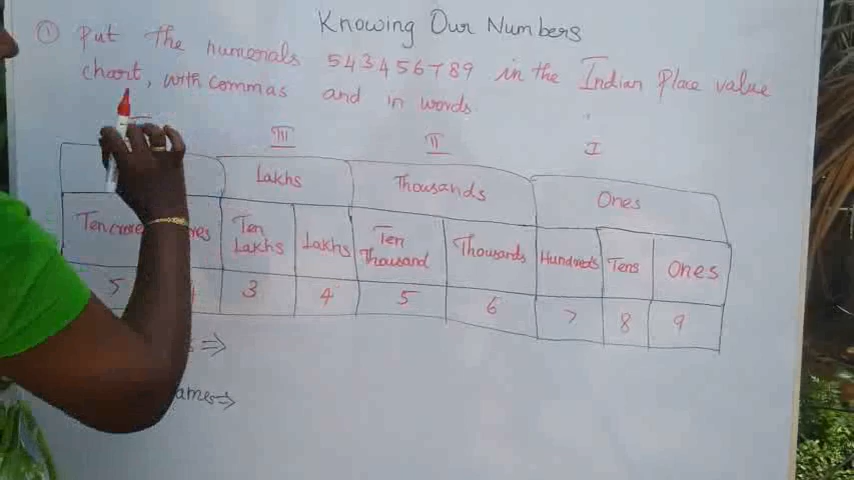 Knowing Our Numbers
① Put the numerals 543456789 in the Indian Place value
chart, with commas and in words
III II I
Lakhs Thousands Ones
Ten Lakhs Lakhs Ten Thousand Thousands Hundreds Tens Ones
5 3 4 5 6 7 8 9
⇒
ames⇒